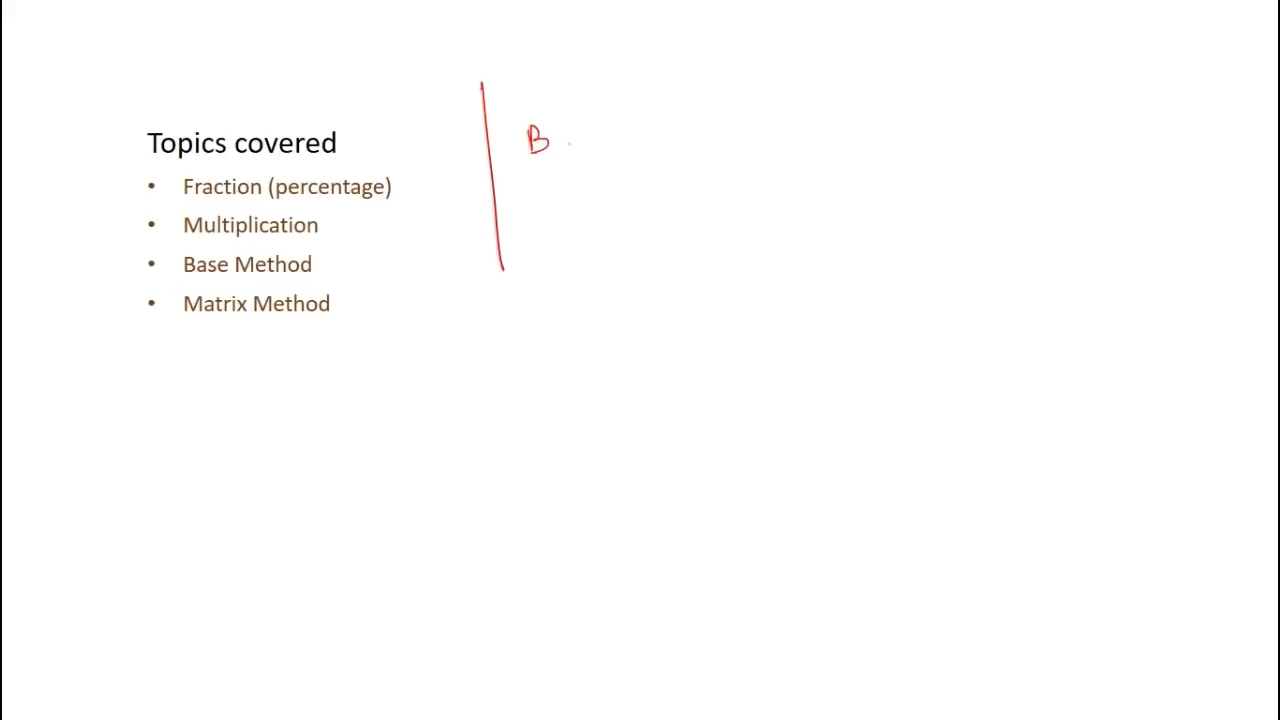 Topics covered
• Fraction (percentage)
• Multiplication
• Base Method
• Matrix Method
B